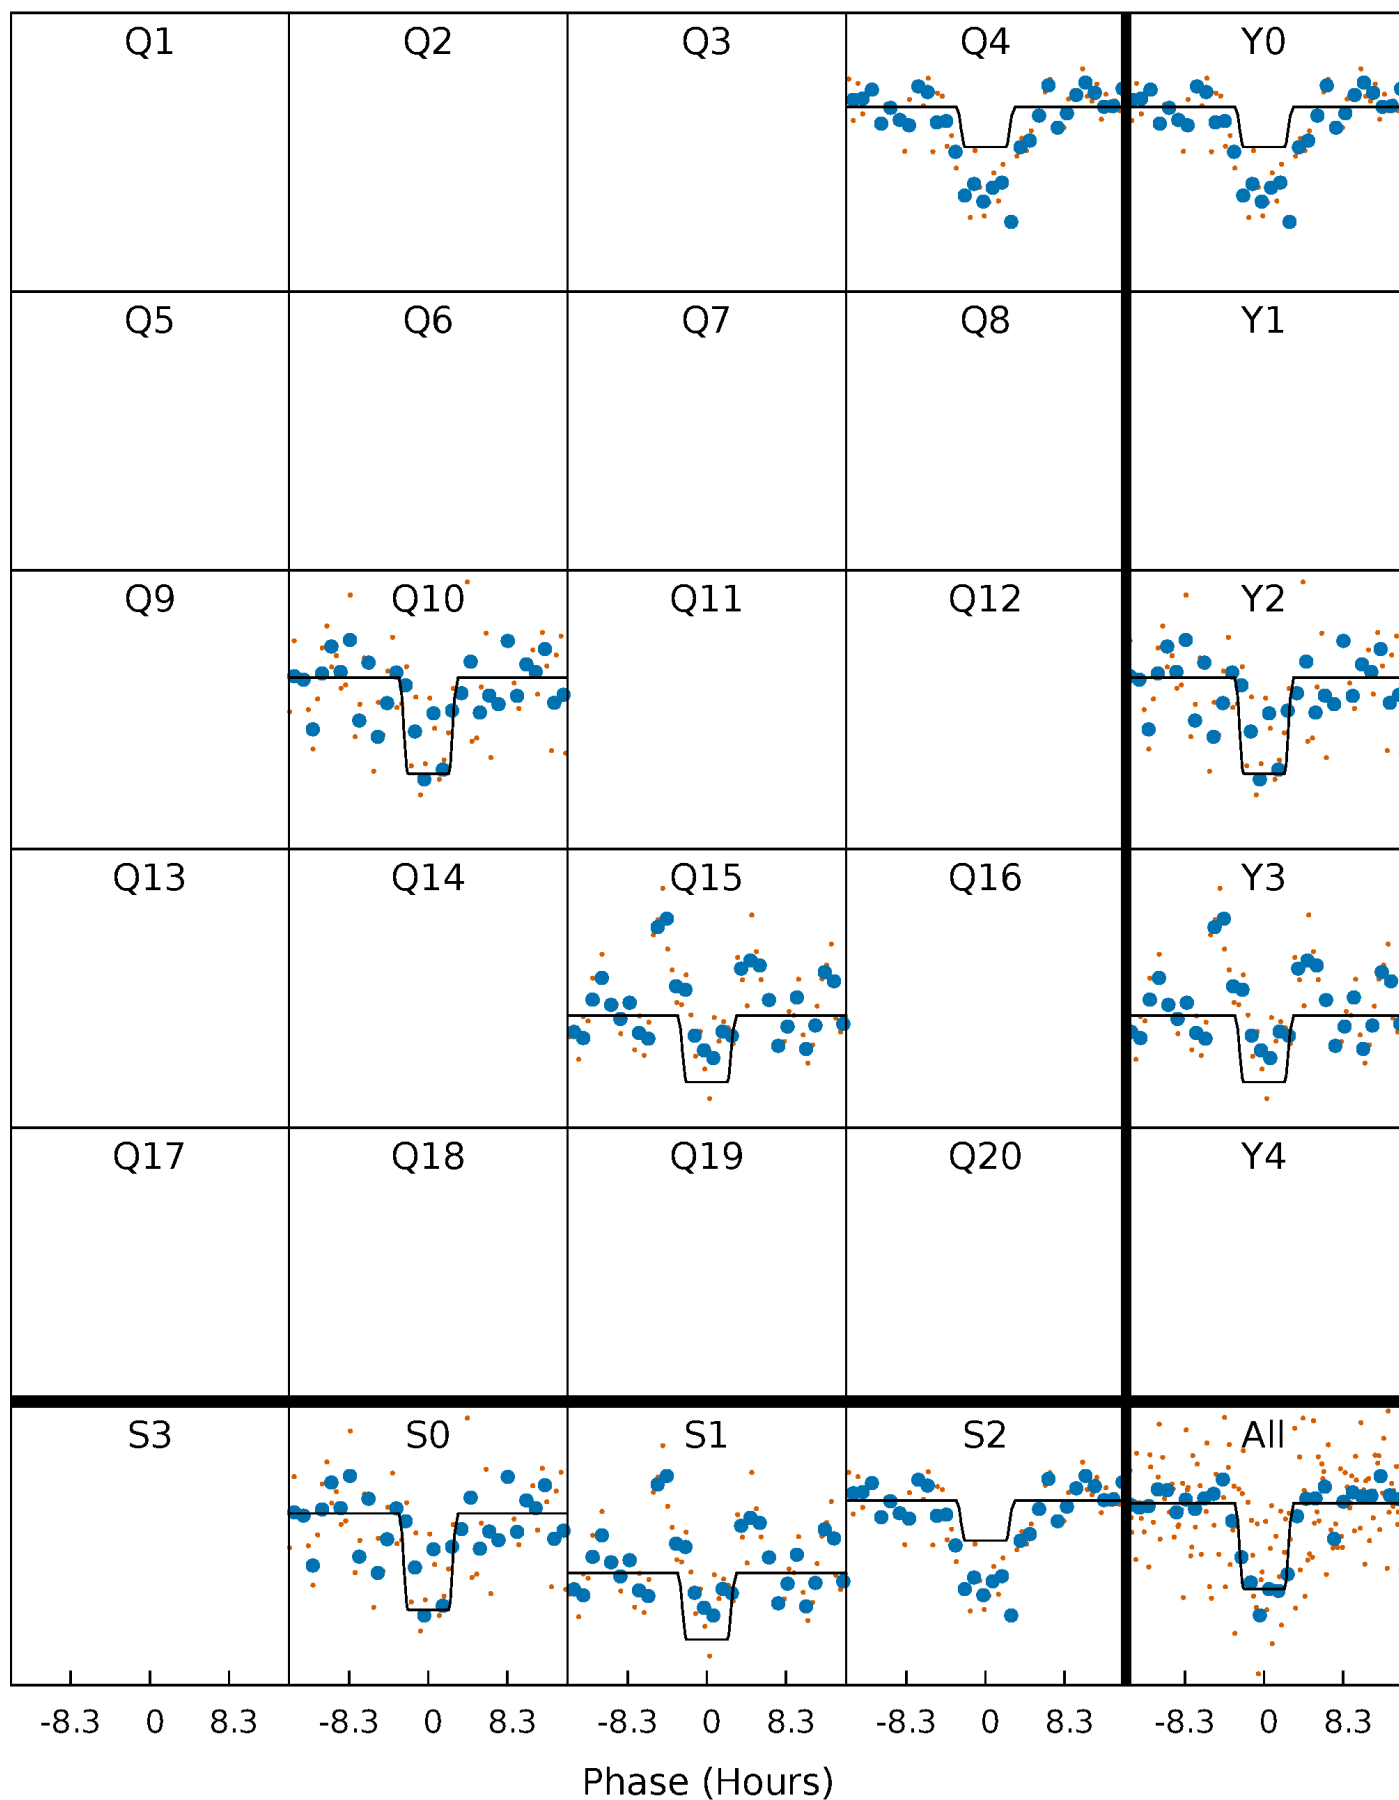 Q1 Q2 Q3 Q4 Y0
Q5 Q6 Q7 Q8 Y1
Q9 Q10 Q11 Q12 Y2
Q13 Q14 Q15 Q16 Y3
Q17 Q18 Q19 Q20 Y4
S3 S0 S1 S2 All
-8.3 0 8.3 -8.3 0 8.3 -8.3 0 8.3 -8.3 0 8.3 -8.3 0 8.3
Phase (Hours)